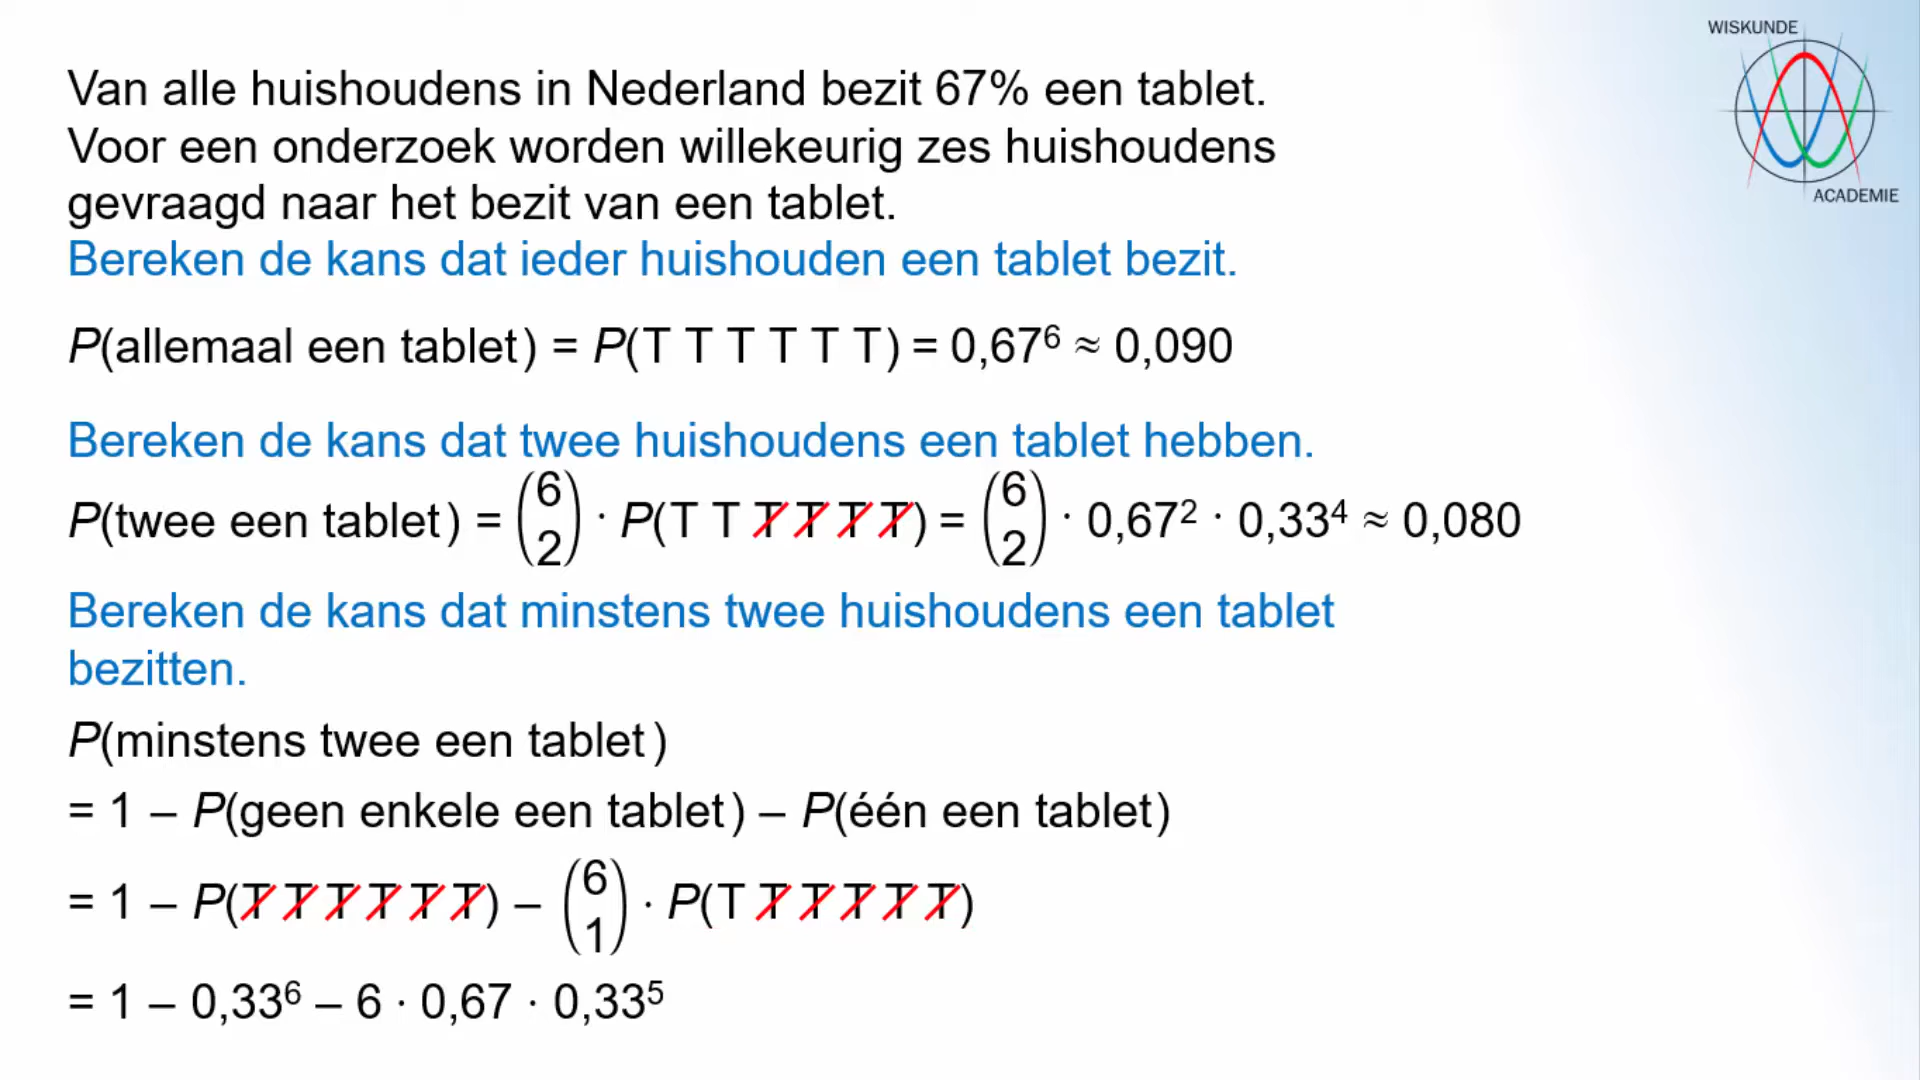 WISKUNDE
ACADEMIE
Van alle huishoudens in Nederland bezit 67% een tablet.
Voor een onderzoek worden willekeurig zes huishoudens
gevraagd naar het bezit van een tablet.
Bereken de kans dat ieder huishouden een tablet bezit.
P(allemaal een tablet) = P(T T T T T T) = 0,67⁶ ≈ 0,090
Bereken de kans dat twee huishoudens een tablet hebben.
P(twee een tablet) = (6 2) · P(T T T̸ T̸ T̸ T̸) = (6 2) · 0,67² · 0,33⁴ ≈ 0,080
Bereken de kans dat minstens twee huishoudens een tablet
bezitten.
P(minstens twee een tablet)
= 1 – P(geen enkele een tablet) – P(één een tablet)
= 1 – P(T̸ T̸ T̸ T̸ T̸ T̸) – (6 1) · P(T T̸ T̸ T̸ T̸ T̸)
= 1 – 0,33⁶ – 6 · 0,67 · 0,33⁵